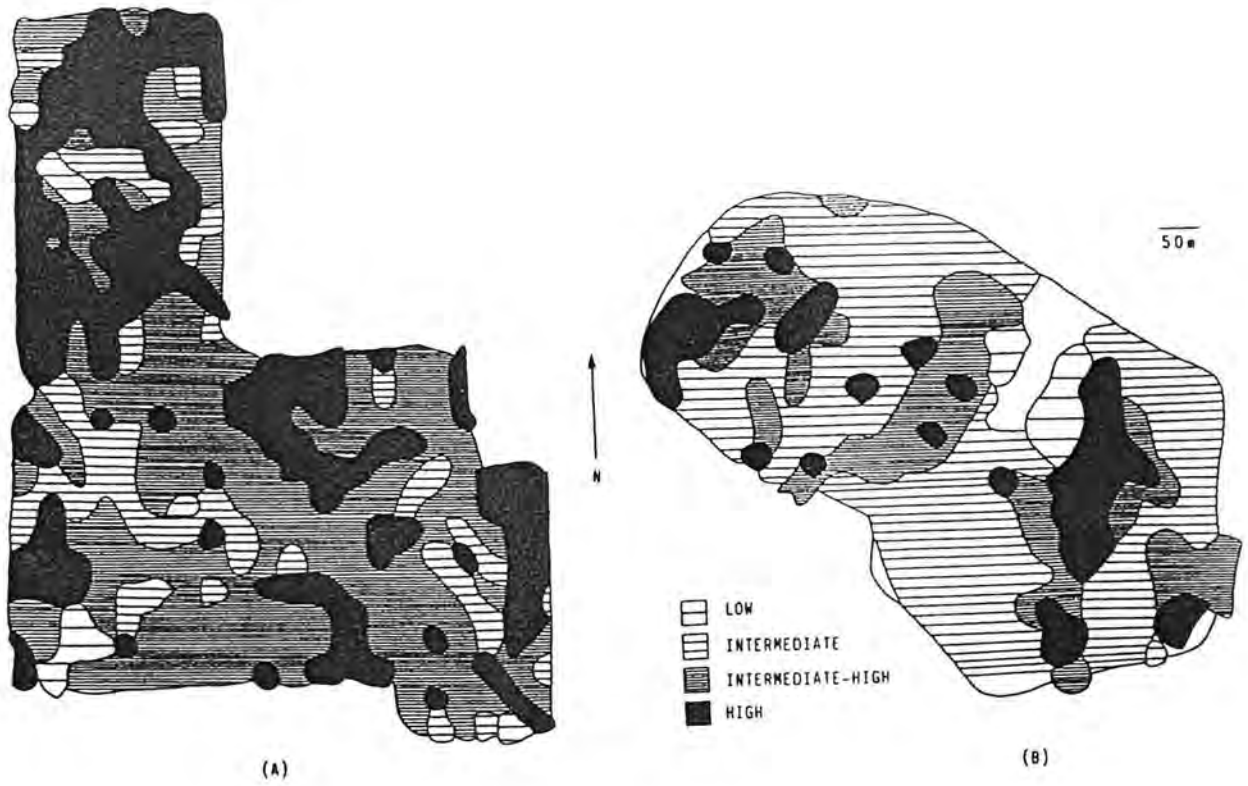 50m
N
LOW
INTERMEDIATE
INTERMEDIATE-HIGH
HIGH
(A)
(B)